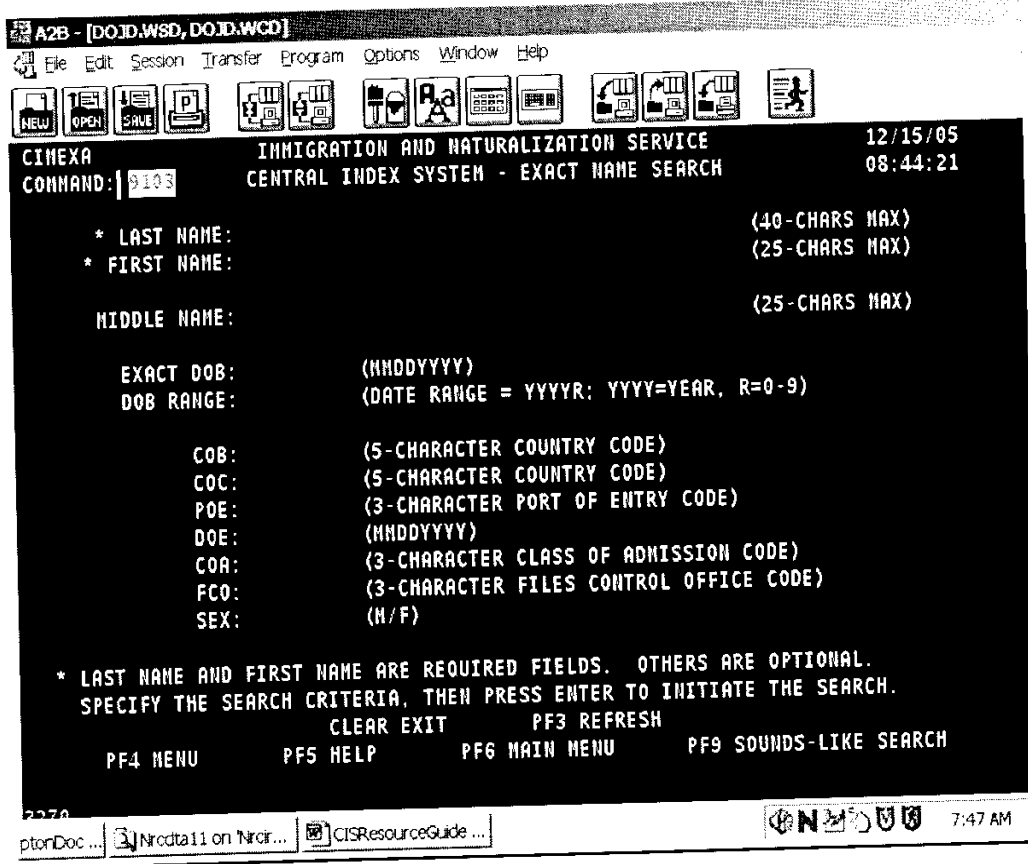 A2B - [DOJD.WSD, DOJD.WCD]
File Edit Session Transfer Program Options Window Help
NEW OPEN SAVE P
CIMEXA IMMIGRATION AND NATURALIZATION SERVICE 12/15/05
COMMAND: 9103 CENTRAL INDEX SYSTEM - EXACT NAME SEARCH 08:44:21
* LAST NAME: (40-CHARS MAX)
* FIRST NAME: (25-CHARS MAX)
MIDDLE NAME: (25-CHARS MAX)
EXACT DOB: (MMDDYYYY)
DOB RANGE: (DATE RANGE = YYYYR; YYYY=YEAR, R=0-9)
COB: (5-CHARACTER COUNTRY CODE)
COC: (5-CHARACTER COUNTRY CODE)
POE: (3-CHARACTER PORT OF ENTRY CODE)
DOE: (MMDDYYYY)
COA: (3-CHARACTER CLASS OF ADMISSION CODE)
FCO: (3-CHARACTER FILES CONTROL OFFICE CODE)
SEX: (M/F)
* LAST NAME AND FIRST NAME ARE REQUIRED FIELDS. OTHERS ARE OPTIONAL.
SPECIFY THE SEARCH CRITERIA, THEN PRESS ENTER TO INITIATE THE SEARCH.
CLEAR EXIT PF3 REFRESH
PF4 MENU PF5 HELP PF6 MAIN MENU PF9 SOUNDS-LIKE SEARCH
3270
ptonDoc ... Nrcdta11 on 'Nrcir... CISResourceGuide ... N 7:47 AM